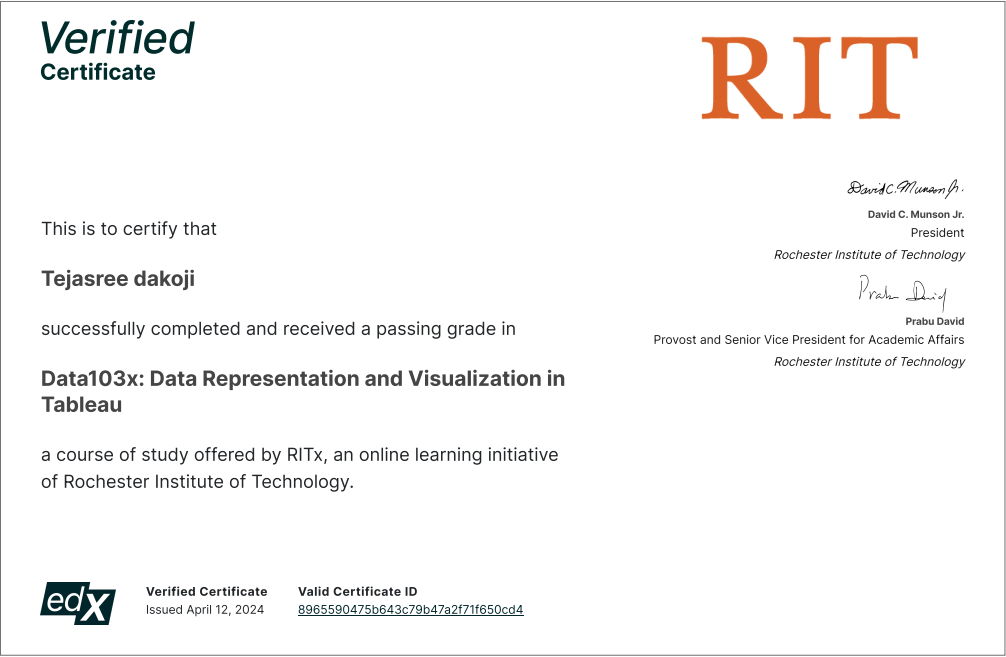 Verified
Certificate
RIT
This is to certify that
Tejasree dakoji
successfully completed and received a passing grade in
Data103x: Data Representation and Visualization in
Tableau
a course of study offered by RITx, an online learning initiative
of Rochester Institute of Technology.
David C. Munson Jr.
David C. Munson Jr.
President
Rochester Institute of Technology
Prabu David
Prabu David
Provost and Senior Vice President for Academic Affairs
Rochester Institute of Technology
edX
Verified Certificate
Issued April 12, 2024
Valid Certificate ID
8965590475b643c79b47a2f71f650cd4